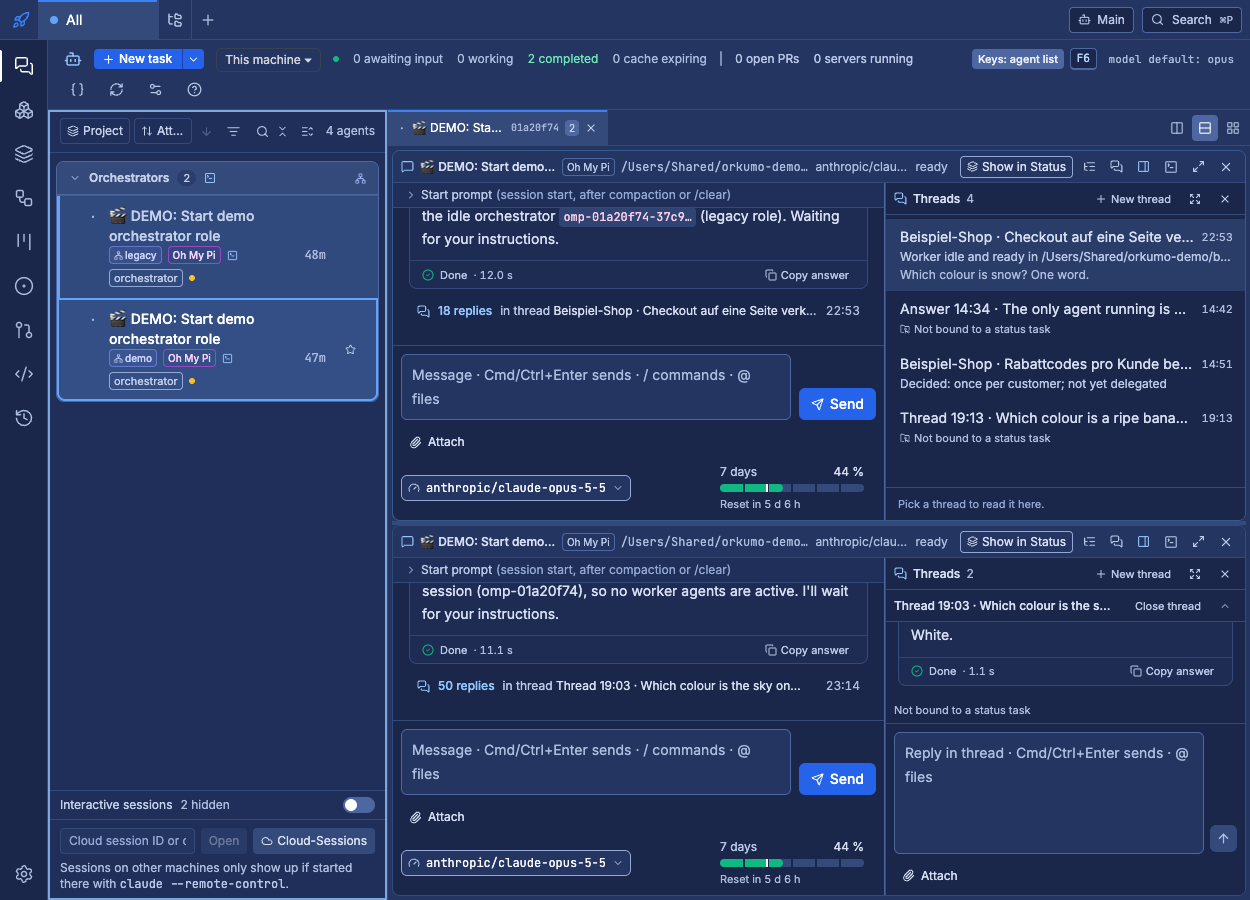 All
Main
Search ⌘P
+ New task
This machine
0 awaiting input
0 working
2 completed
0 cache expiring
0 open PRs
0 servers running
Keys: agent list
F6
model default: opus
Project
Att...
4 agents
Orchestrators 2
🎬 DEMO: Start demo
orchestrator role
legacy
Oh My Pi
48m
orchestrator
🎬 DEMO: Start demo
orchestrator role
demo
Oh My Pi
47m
orchestrator
Interactive sessions 2 hidden
Cloud session ID or c
Open
Cloud-Sessions
Sessions on other machines only show up if started
there with claude --remote-control.
· 🎬 DEMO: Sta... 01a20f74 2
🎬 DEMO: Start demo...
Oh My Pi
/Users/Shared/orkumo-demo…
anthropic/clau...
ready
Show in Status
Start prompt (session start, after compaction or /clear)
the idle orchestrator omp-01a20f74-37c9… (legacy role). Waiting
for your instructions.
Done · 12.0 s
Copy answer
18 replies in thread Beispiel-Shop · Checkout auf eine Seite verk... 22:53
Message · Cmd/Ctrl+Enter sends · / commands · @
files
Send
Attach
anthropic/claude-opus-5-5
7 days 44 %
Reset in 5 d 6 h
Threads 4
+ New thread
Beispiel-Shop · Checkout auf eine Seite ve... 22:53
Worker idle and ready in /Users/Shared/orkumo-demo/b...
Which colour is snow? One word.
Answer 14:34 · The only agent running is ... 14:42
Not bound to a status task
Beispiel-Shop · Rabattcodes pro Kunde be... 14:51
Decided: once per customer; not yet delegated
Thread 19:13 · Which colour is a ripe bana... 19:13
Not bound to a status task
Pick a thread to read it here.
🎬 DEMO: Start demo...
Oh My Pi
/Users/Shared/orkumo-demo…
anthropic/clau...
ready
Show in Status
Start prompt (session start, after compaction or /clear)
session (omp-01a20f74), so no worker agents are active. I'll wait
for your instructions.
Done · 11.1 s
Copy answer
50 replies in thread Thread 19:03 · Which colour is the sky on... 23:14
Message · Cmd/Ctrl+Enter sends · / commands · @
files
Send
Attach
anthropic/claude-opus-5-5
7 days 44 %
Reset in 5 d 6 h
Threads 2
+ New thread
Thread 19:03 · Which colour is the s...
Close thread
White.
Done · 1.1 s
Copy answer
Not bound to a status task
Reply in thread · Cmd/Ctrl+Enter sends · @
files
Attach